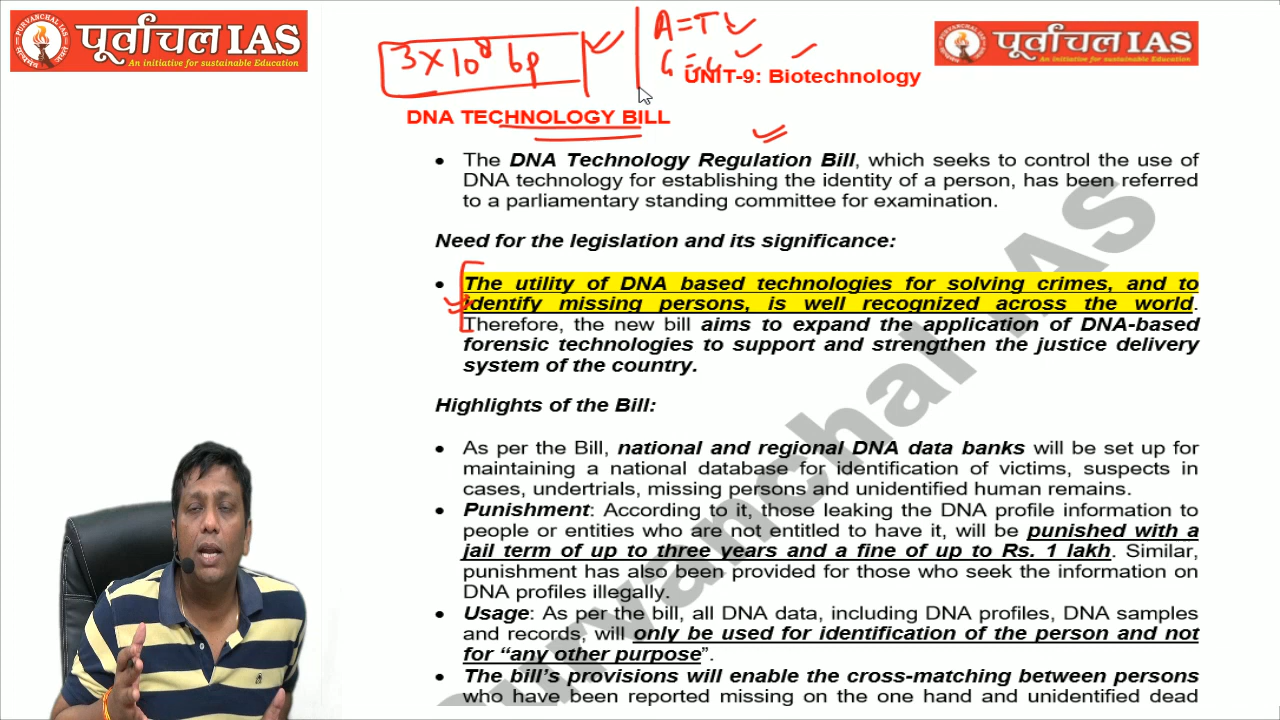 पूर्वांचल IAS
An initiative for sustainable Education
PURVANCHAL IAS
3×10⁸ bp
A=T
पूर्वांचल IAS
An initiative for sustainable Education
PURVANCHAL IAS
UNIT-9: Biotechnology
DNA TECHNOLOGY BILL
• The DNA Technology Regulation Bill, which seeks to control the use of
DNA technology for establishing the identity of a person, has been referred
to a parliamentary standing committee for examination.
Need for the legislation and its significance:
• The utility of DNA based technologies for solving crimes, and to
identify missing persons, is well recognized across the world.
Therefore, the new bill aims to expand the application of DNA-based
forensic technologies to support and strengthen the justice delivery
system of the country.
Highlights of the Bill:
• As per the Bill, national and regional DNA data banks will be set up for
maintaining a national database for identification of victims, suspects in
cases, undertrials, missing persons and unidentified human remains.
• Punishment: According to it, those leaking the DNA profile information to
people or entities who are not entitled to have it, will be punished with a
jail term of up to three years and a fine of up to Rs. 1 lakh. Similar,
punishment has also been provided for those who seek the information on
DNA profiles illegally.
• Usage: As per the bill, all DNA data, including DNA profiles, DNA samples
and records, will only be used for identification of the person and not
for “any other purpose”.
• The bill's provisions will enable the cross-matching between persons
who have been reported missing on the one hand and unidentified dead
Purvanchal IAS